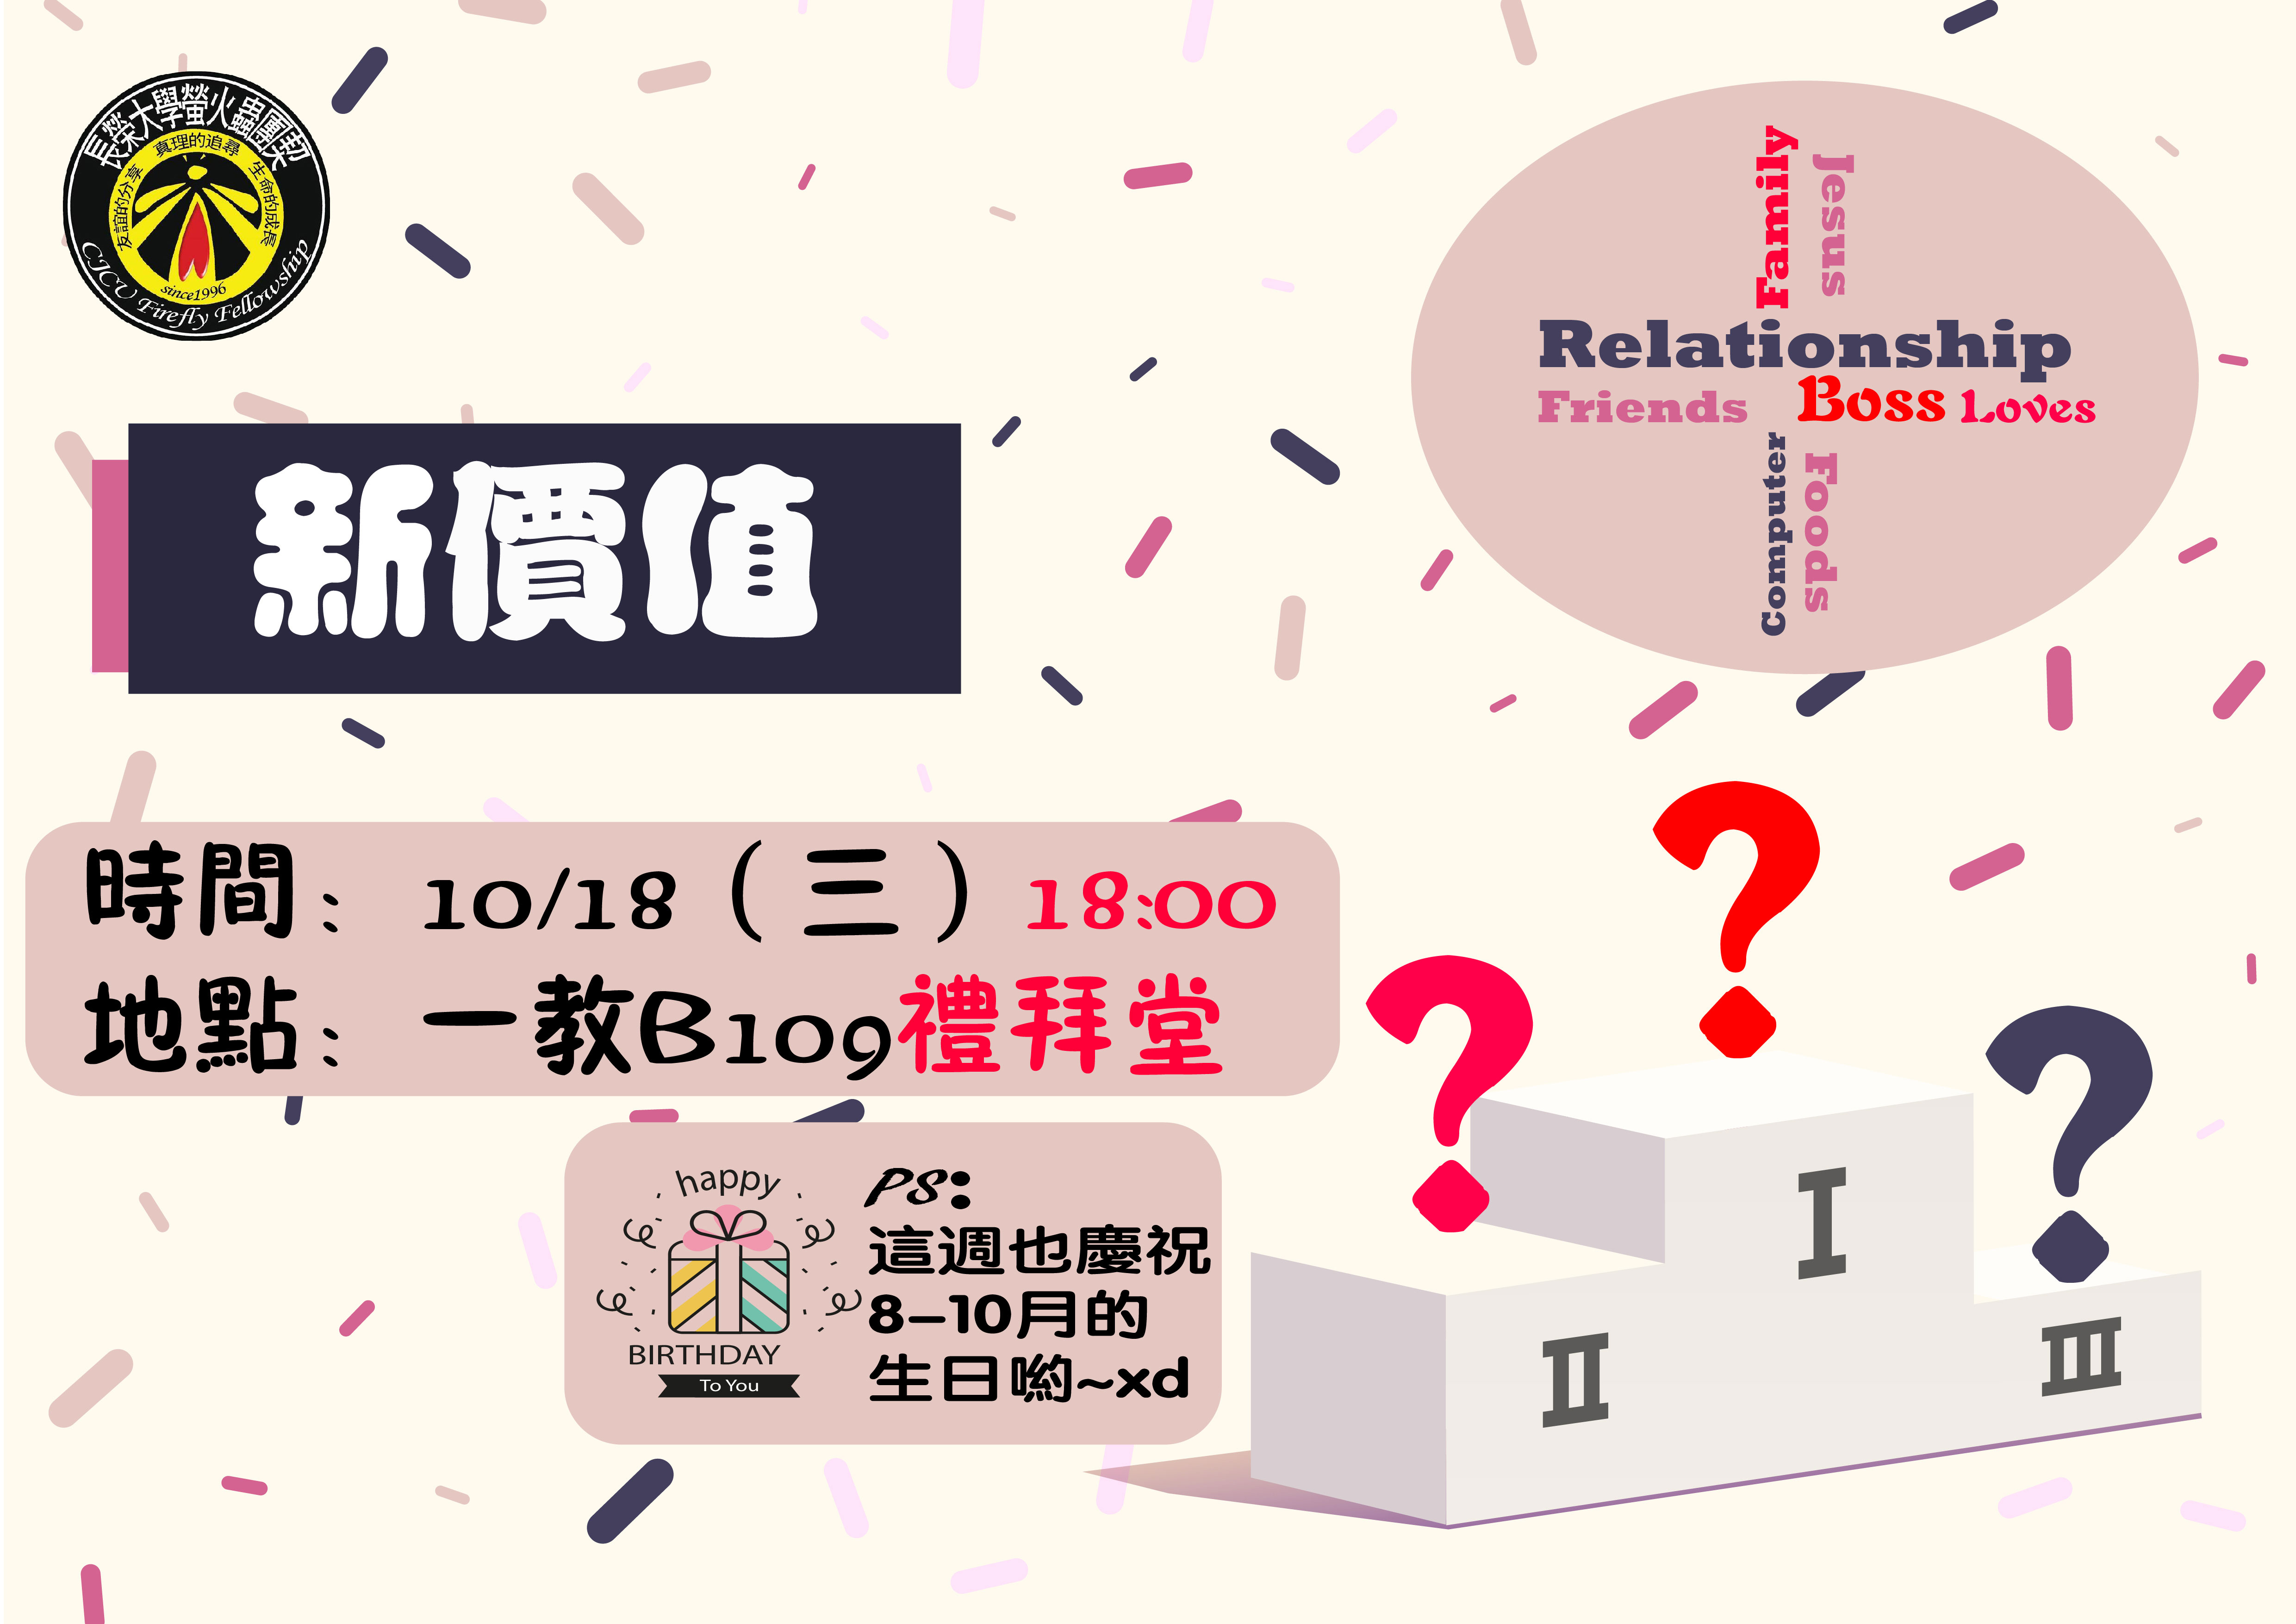 長榮大學螢火蟲團契
友誼的分享 真理的追尋 生命的成長
since1996
CJCU Firefly Fellowship
Family
Jesus
Relationship
Friends Boss Loves
Computer
Foods
新價值
時間： 10/18（三）18:00
地點： 一教B109禮拜堂
happy
BIRTHDAY
To You
PS:
這週也慶祝
8-10月的
生日喲~xd
?
?
?
I
II
III